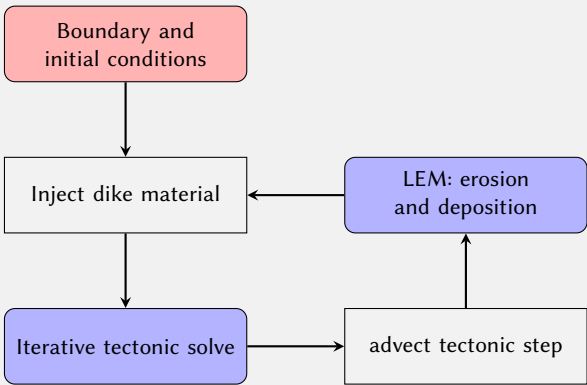 Boundary and
initial conditions
Inject dike material
LEM: erosion
and deposition
Iterative tectonic solve
advect tectonic step